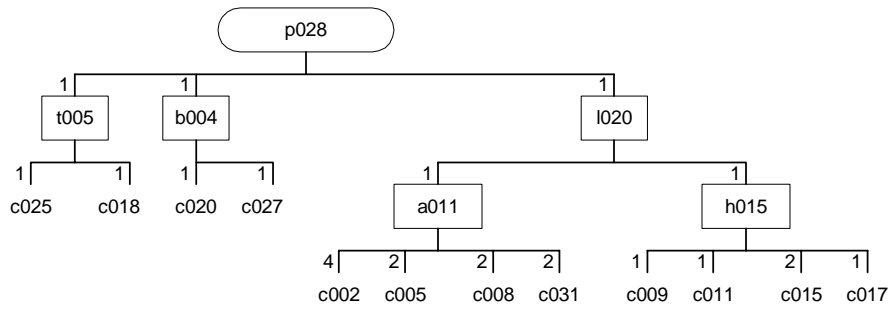 p028
1 1 1
t005 b004 l020
1 1 1 1 1 1
c025 c018 c020 c027 a011 h015
4 2 2 2 1 1 2 1
c002 c005 c008 c031 c009 c011 c015 c017